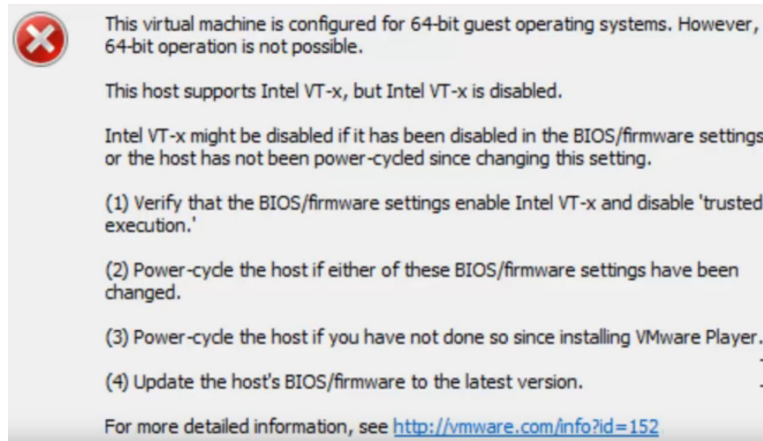 This virtual machine is configured for 64-bit guest operating systems. However,
64-bit operation is not possible.
This host supports Intel VT-x, but Intel VT-x is disabled.
Intel VT-x might be disabled if it has been disabled in the BIOS/firmware settings
or the host has not been power-cycled since changing this setting.
(1) Verify that the BIOS/firmware settings enable Intel VT-x and disable 'trusted
execution.'
(2) Power-cycle the host if either of these BIOS/firmware settings have been
changed.
(3) Power-cycle the host if you have not done so since installing VMware Player.
(4) Update the host's BIOS/firmware to the latest version.
For more detailed information, see http://vmware.com/info?id=152